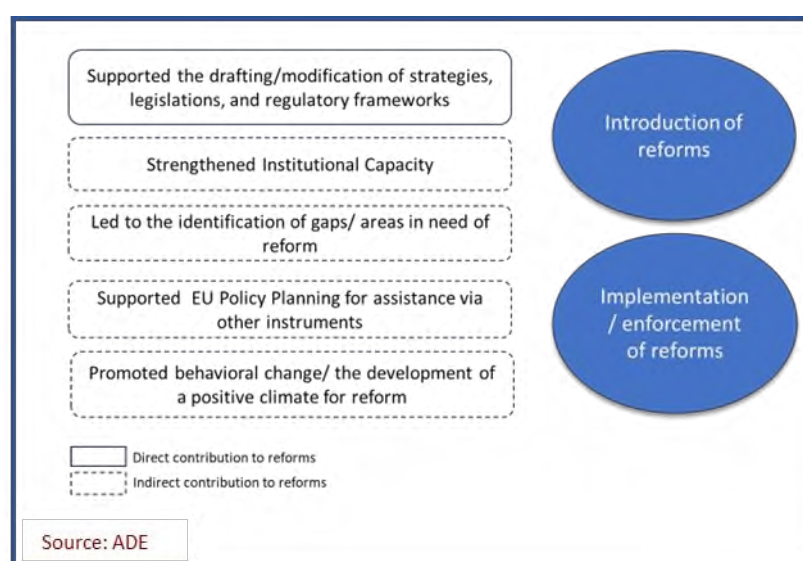 Supported the drafting/modification of strategies,
legislations, and regulatory frameworks
Strengthened Institutional Capacity
Led to the identification of gaps/ areas in need of
reform
Supported EU Policy Planning for assistance via
other instruments
Promoted behavioral change/ the development of
a positive climate for reform
Introduction of
reforms
Implementation
/ enforcement
of reforms
Direct contribution to reforms
Indirect contribution to reforms
Source: ADE